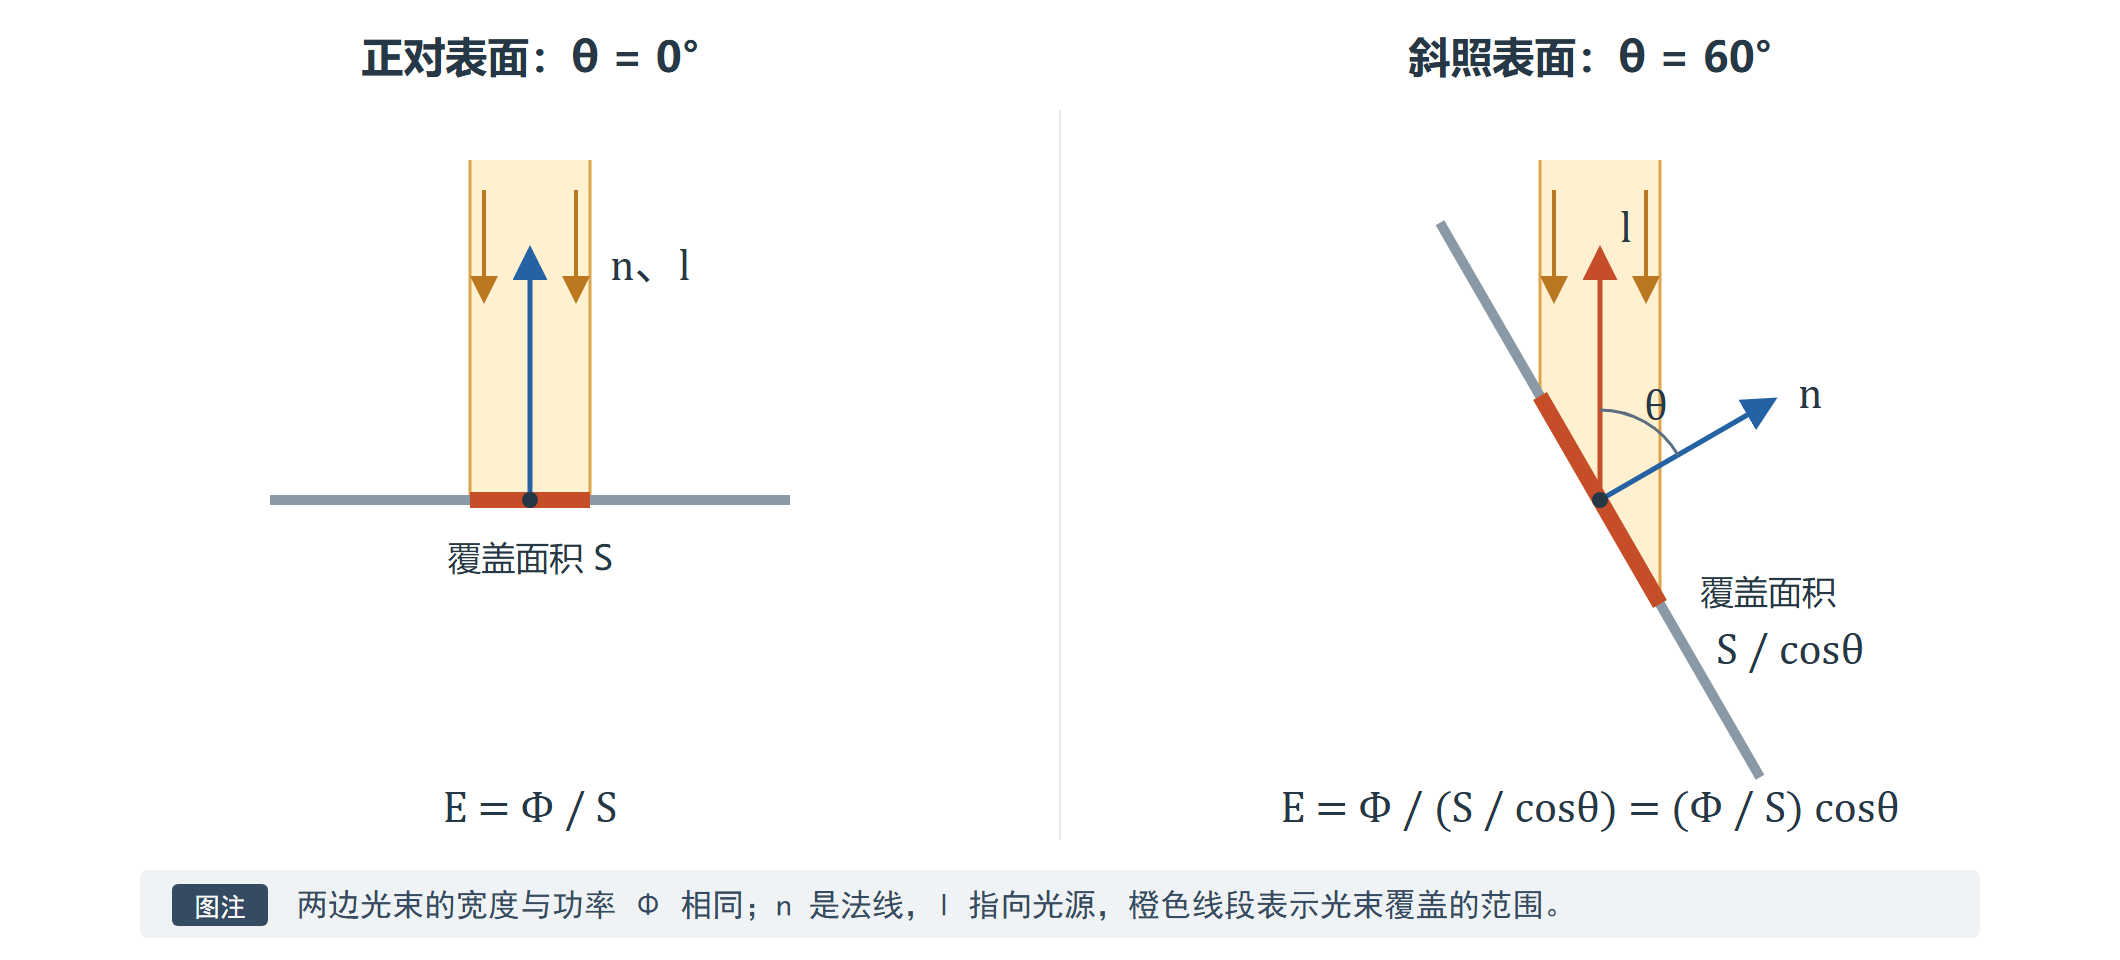 正对表面：θ = 0°
n、l
覆盖面积 S
E = Φ / S
斜照表面：θ = 60°
l
θ
n
覆盖面积
S / cosθ
E = Φ / (S / cosθ) = (Φ / S) cosθ
图注 两边光束的宽度与功率 Φ 相同；n 是法线，l 指向光源，橙色线段表示光束覆盖的范围。